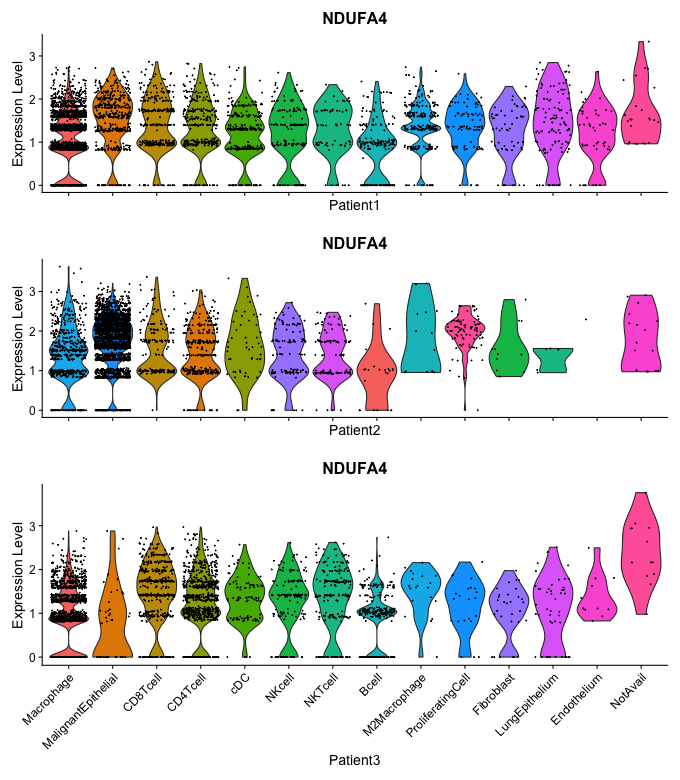 NDUFA4
Expression Level
3
2
1
0
Patient1
NDUFA4
Expression Level
3
2
1
0
Patient2
NDUFA4
Expression Level
3
2
1
0
Macrophage
MalignantEpithelial
CD8Tcell
CD4Tcell
cDC
NKcell
NKTcell
Bcell
M2Macrophage
ProliferatingCell
Fibroblast
LungEpithelium
Endothelium
NotAvail
Patient3